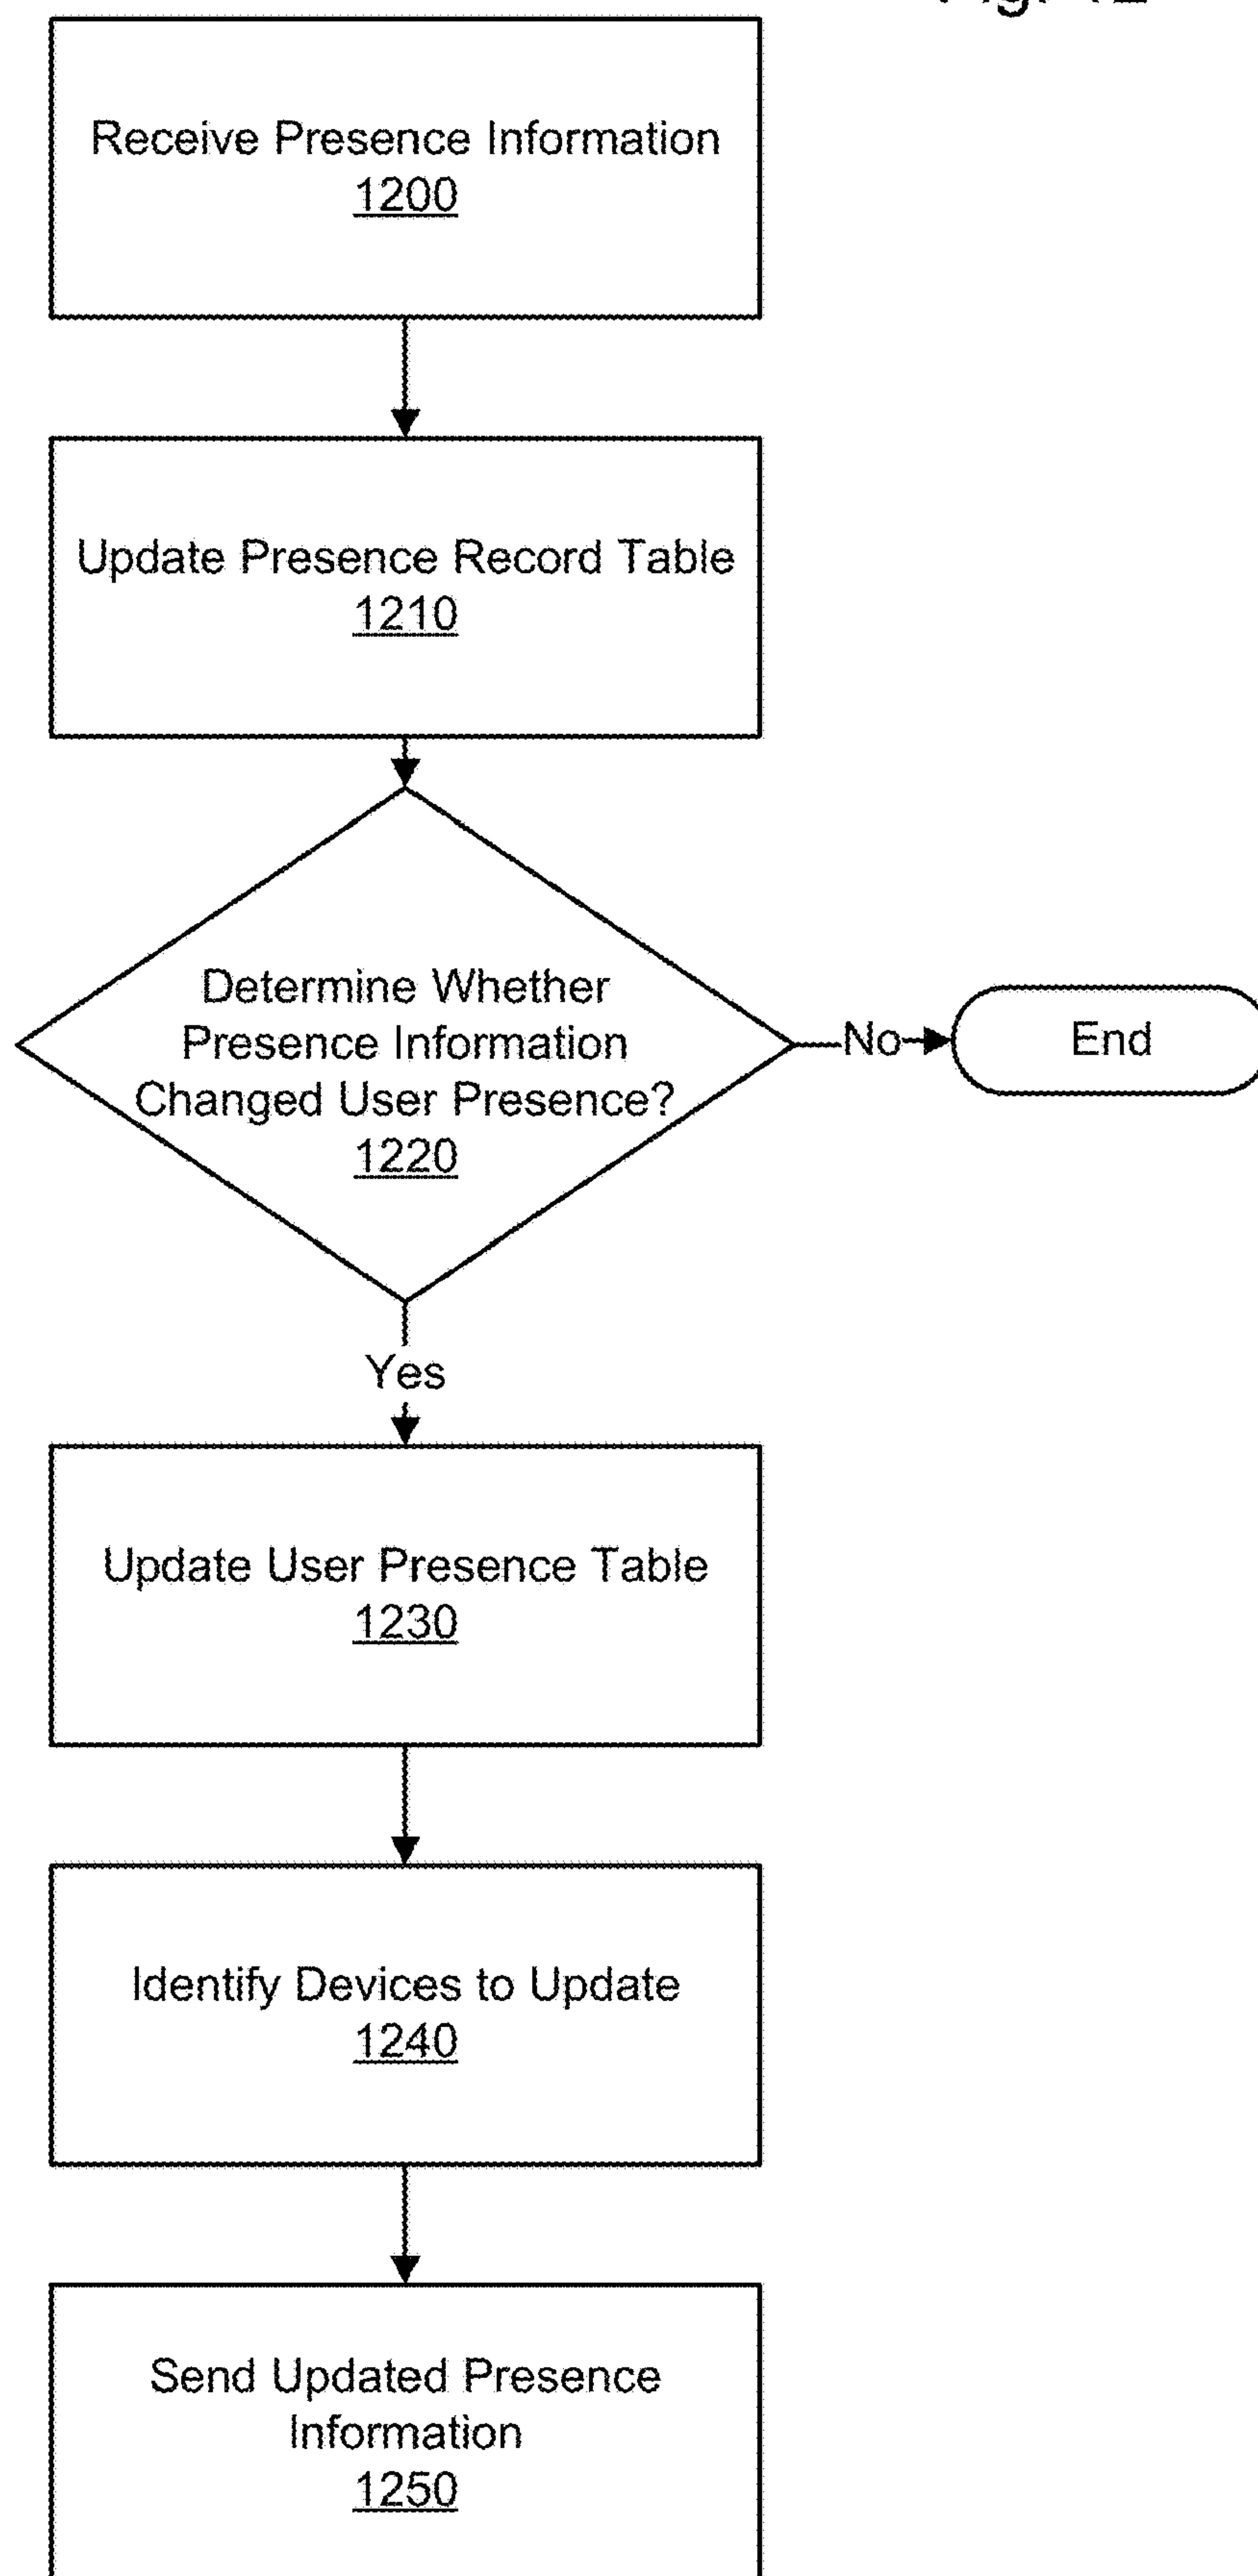 Receive Presence Information
1200
Update Presence Record Table
1210
Determine Whether
Presence Information
Changed User Presence?
1220
No
End
Yes
Update User Presence Table
1230
Identify Devices to Update
1240
Send Updated Presence
Information
1250